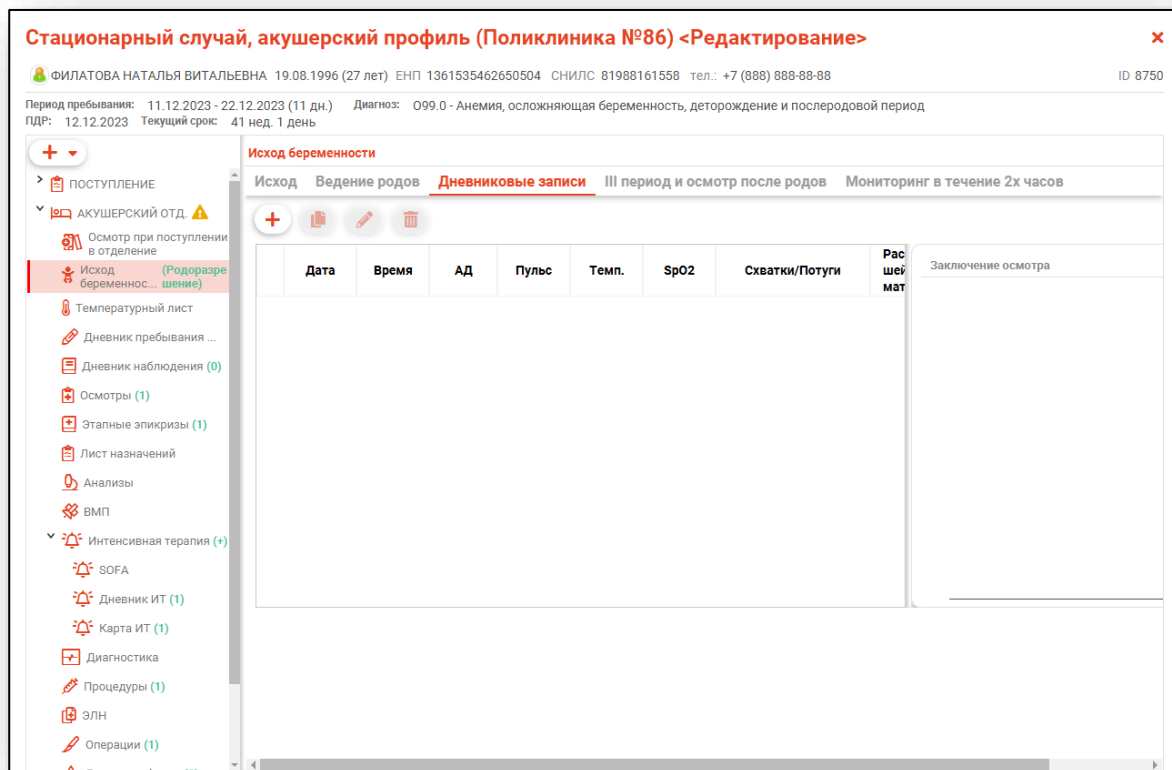 Стационарный случай, акушерский профиль (Поликлиника №86) <Редактирование>
ФИЛАТОВА НАТАЛЬЯ ВИТАЛЬЕВНА 19.08.1996 (27 лет) ЕНП 1361535462650504 СНИЛС 81988161558 тел.: +7 (888) 888-88-88 ID 8750
Период пребывания: 11.12.2023 - 22.12.2023 (11 дн.) Диагноз: O99.0 - Анемия, осложняющая беременность, деторождение и послеродовой период
ПДР: 12.12.2023 Текущий срок: 41 нед. 1 день
Исход беременности
Исход Ведение родов Дневниковые записи III период и осмотр после родов Мониторинг в течение 2х часов
ПОСТУПЛЕНИЕ
АКУШЕРСКИЙ ОТД.
Осмотр при поступлении
в отделение
Исход (Родоразре
беременнос... шение)
Температурный лист
Дневник пребывания ...
Дневник наблюдения (0)
Осмотры (1)
Этапные эпикризы (1)
Лист назначений
Анализы
ВМП
Интенсивная терапия (+)
SOFA
Дневник ИТ (1)
Карта ИТ (1)
Диагностика
Процедуры (1)
ЭЛН
Операции (1)
Дата Время АД Пульс Темп. SpO2 Схватки/Потуги
Рас
шей
мат
Заключение осмотра